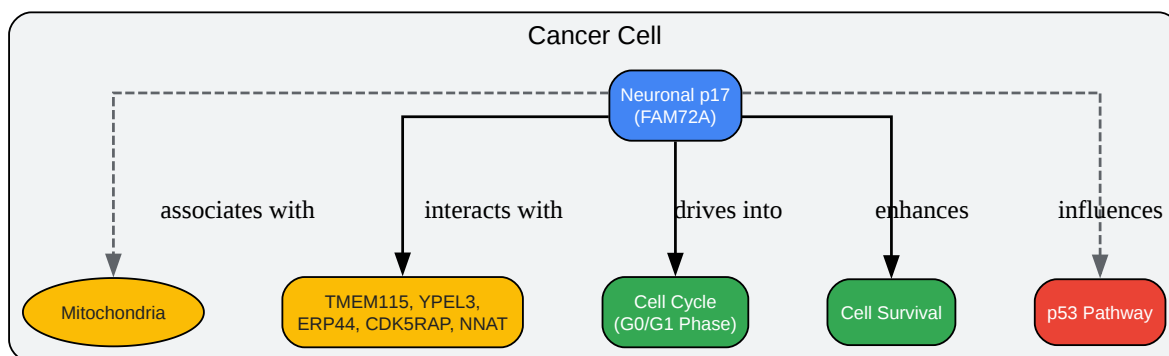 Cancer Cell
Neuronal p17
(FAM72A)
associates with
interacts with
drives into
enhances
influences
Mitochondria
TMEM115, YPEL3,
ERP44, CDK5RAP, NNAT
Cell Cycle
(G0/G1 Phase)
Cell Survival
p53 Pathway